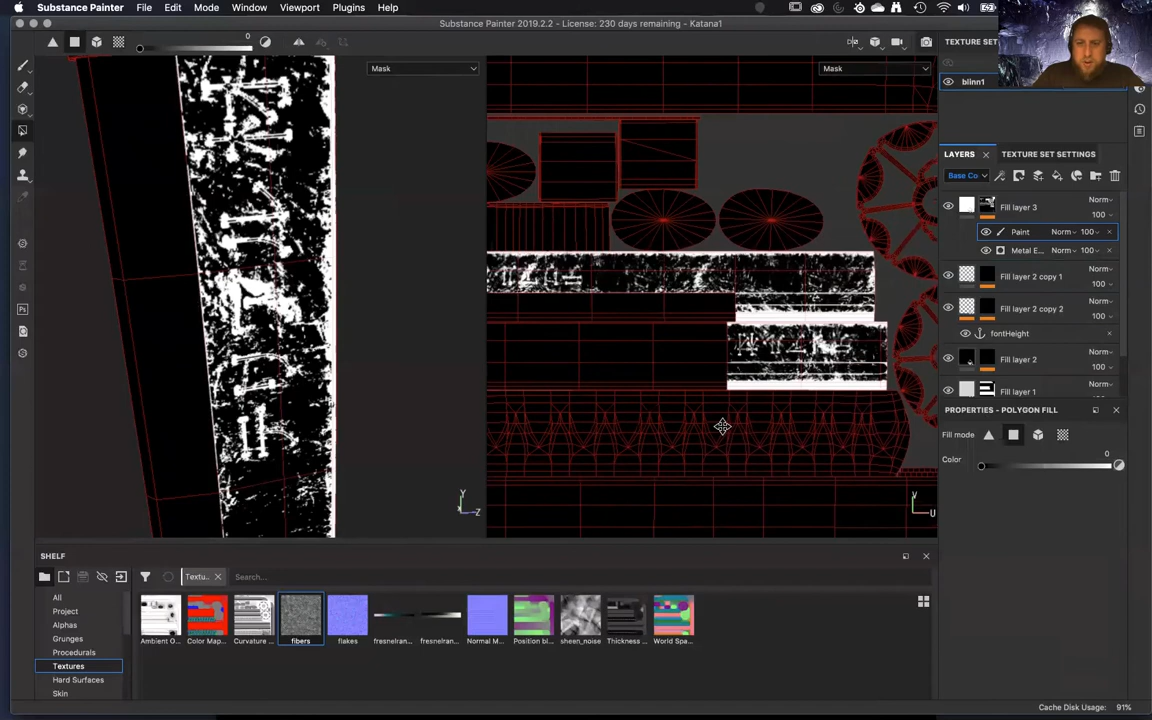 Substance Painter File Edit Mode Window Viewport Plugins Help
Substance Painter 2019.2.2 - License: 230 days remaining - Katana1
0
Mask
Mask
TEXTURE SET
blinn1
LAYERS TEXTURE SET SETTINGS
Base Co
Norm
Fill layer 3
100
Paint Norm 100
Metal E... Norm 100
Norm
Fill layer 2 copy 1
100
Norm
Fill layer 2 copy 2
100
fontHeight
Norm
Fill layer 2
100
Norm
Fill layer 1
PROPERTIES - POLYGON FILL
Fill mode
0
Color
Y
Z
V
U
SHELF
Textu..
Search...
All
Project
Alphas
Grunges
Procedurals
Textures
Hard Surfaces
Skin
Ambient O...
Color Map...
Curvature ...
fibers
flakes
fresnelRan...
fresnelran...
Normal M...
Position bl...
sheen_noise
Thickness ...
World Spa...
Ps
Cache Disk Usage: 91%